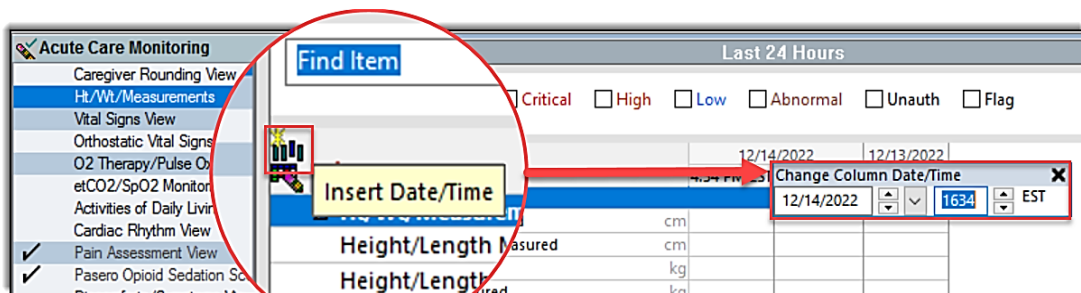 Acute Care Monitoring
Caregiver Rounding View
Ht/Wt/Measurements
Vital Signs View
Orthostatic Vital Signs
O2 Therapy/Pulse Ox
etCO2/SpO2 Monitor
Activities of Daily Livin
Cardiac Rhythm View
Pain Assessment View
Pasero Opioid Sedation Sc
Find Item
Last 24 Hours
Critical High Low Abnormal Unauth Flag
Insert Date/Time
12/14/2022 12/13/2022
Change Column Date/Time
12/14/2022 1634 EST
cm
Height/Length asured cm
kg
Height/Length
kg